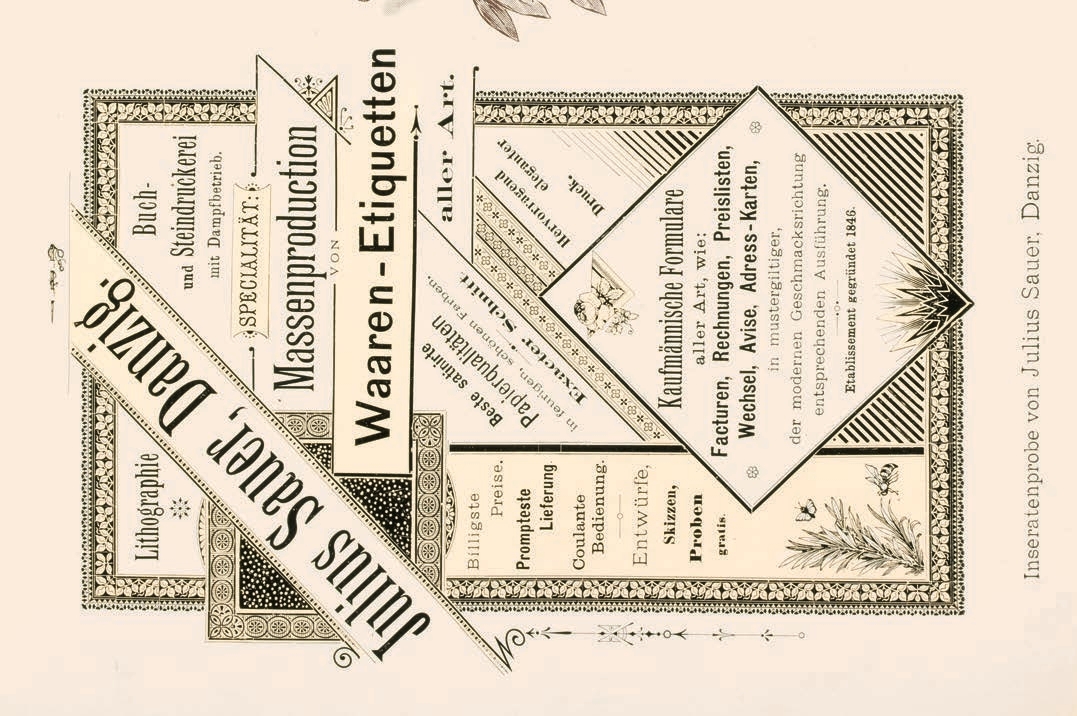 Julius Sauer, Danzig.
Lithographie
Buch-
und Steindruckerei
mit Dampfbetrieb.
SPECIALITÄT:
Massenproduction
VON
Waaren-Etiquetten
aller Art.
Beste satinirte
Papierqualitäten
in feurigen, schönen Farben.
Exacter Schnitt.
Hervorragend
eleganter
Druck.
Billigste
Preise.
Prompteste
Lieferung
Coulante
Bedienung.
Entwürfe,
Skizzen,
Proben
gratis.
Kaufmännische Formulare
aller Art, wie:
Facturen, Rechnungen, Preislisten,
Wechsel, Avise, Adress-Karten,
in mustergiltiger,
der modernen Geschmacksrichtung
entsprechenden Ausführung.
Etablissement gegründet 1846.
Inseratenprobe von Julius Sauer, Danzig.